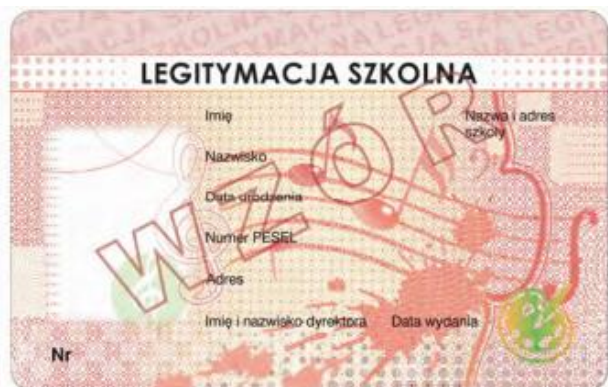 LEGITYMACJA SZKOLNA
Imię
Nazwa i adres
szkoły
Nazwisko
Data urodzenia
Numer PESEL
Adres
Imię i nazwisko dyrektora Data wydania
Nr
WZÓR